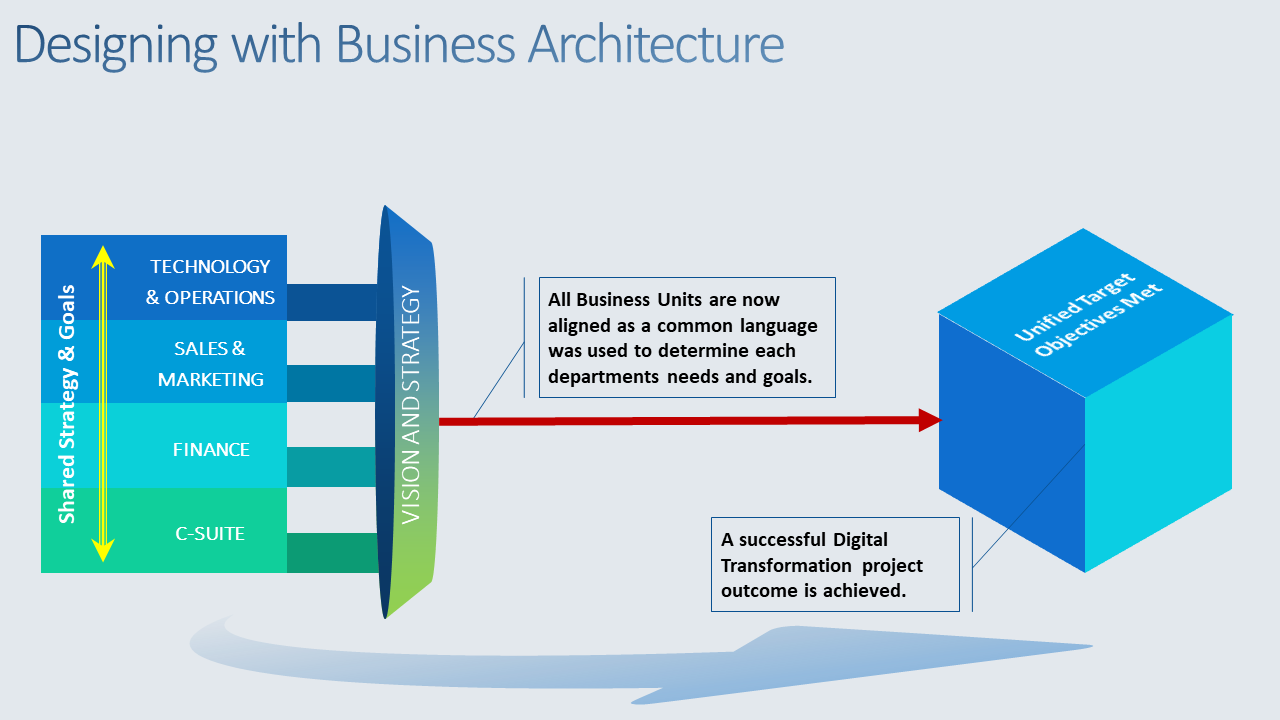 Designing with Business Architecture
Shared Strategy & Goals
TECHNOLOGY
& OPERATIONS
SALES &
MARKETING
FINANCE
C-SUITE
VISION AND STRATEGY
All Business Units are now
aligned as a common language
was used to determine each
departments needs and goals.
Unified Target
Objectives Met
A successful Digital
Transformation project
outcome is achieved.